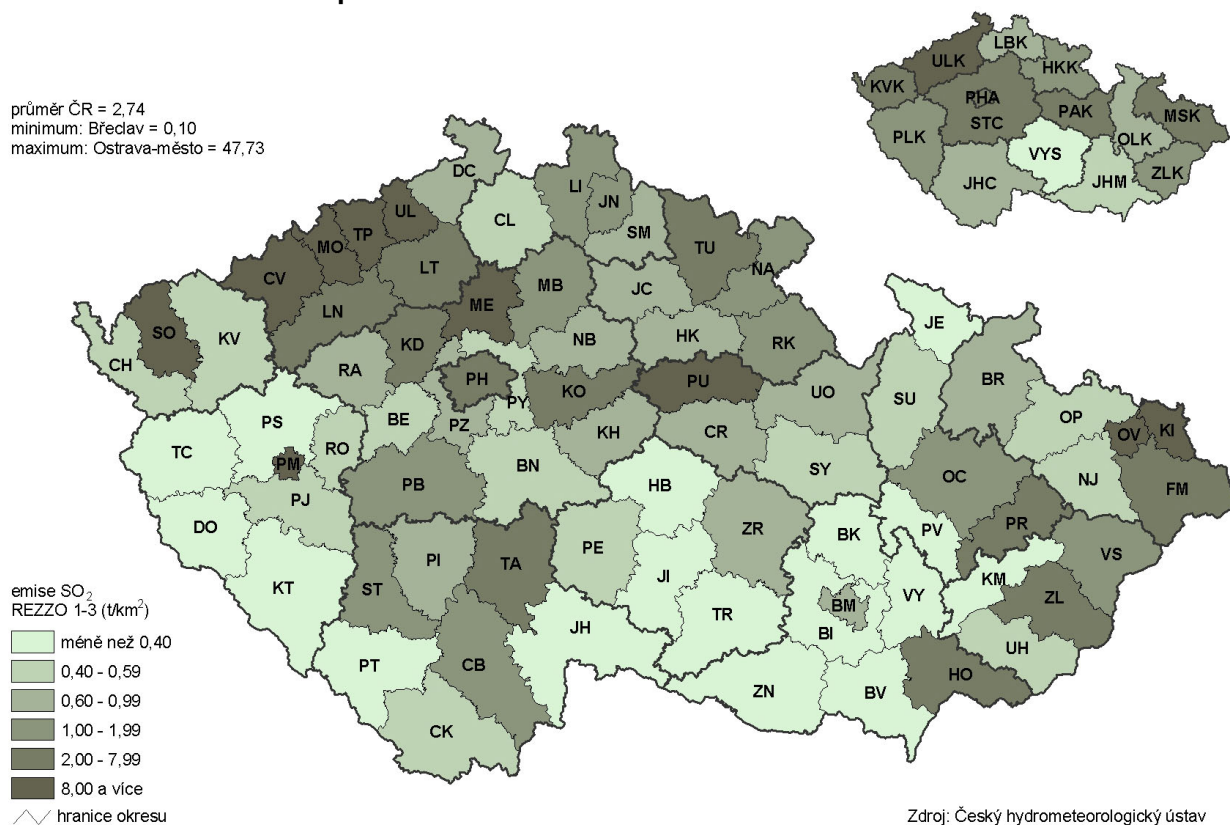 průměr ČR = 2,74
minimum: Břeclav = 0,10
maximum: Ostrava-město = 47,73
LBK
ULK
HKK
KVK
PHA
PAK
MSK
STC
PLK
OLK
VYS
ZLK
JHC
JHM
DC
LI
JN
UL
CL
SM
MO
TP
TU
LT
NA
CV
MB
JC
ME
LN
SO
JE
KV
NB
HK
KD
RK
CH
RA
BR
PH
PU
KO
PY
UO
SU
PS
BE
OP
PZ
KH
CR
OV
KI
TC
RO
PM
BN
SY
PB
HB
OC
NJ
FM
PJ
DO
PR
ZR
BK
PV
PE
VS
PI
TA
JI
KM
KT
ST
VY
ZL
BM
TR
JH
BI
UH
PT
CB
HO
ZN
BV
CK
emise SO2
REZZO 1-3 (t/km2)
méně než 0,40
0,40 - 0,59
0,60 - 0,99
1,00 - 1,99
2,00 - 7,99
8,00 a více
hranice okresu
Zdroj: Český hydrometeorologický ústav